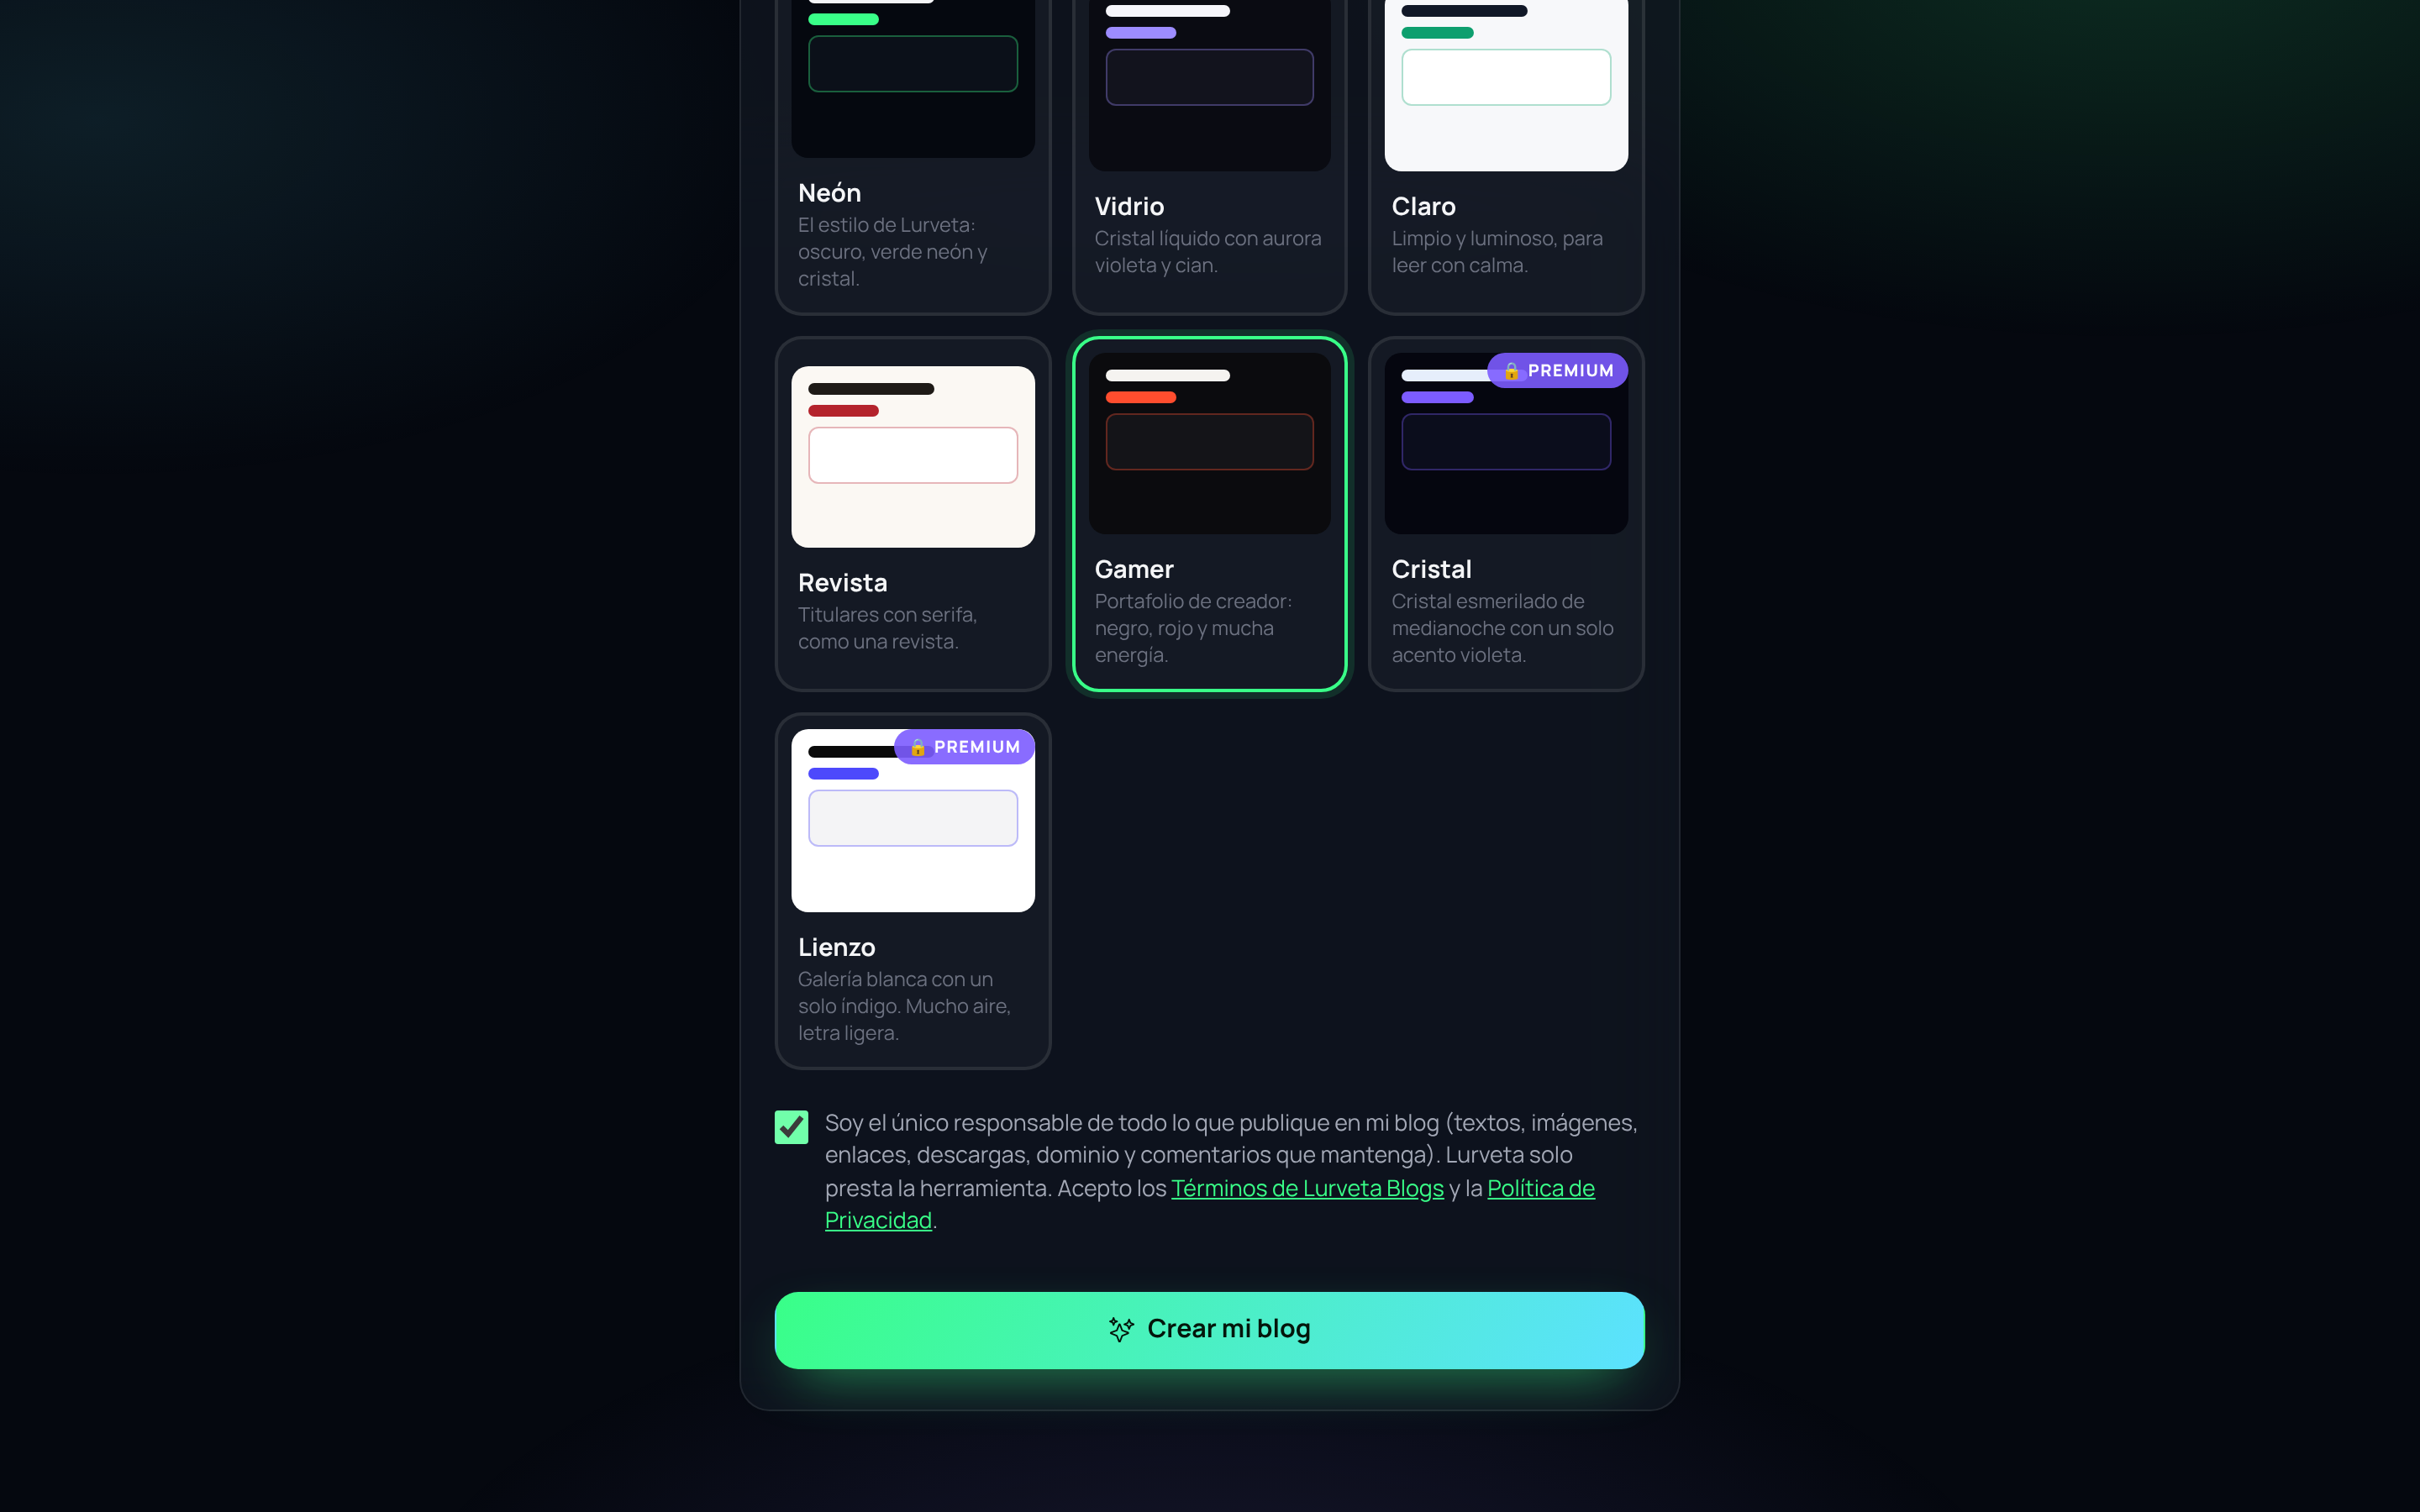 Neón
El estilo de Lurveta:
oscuro, verde neón y
cristal.
Vidrio
Cristal líquido con aurora
violeta y cian.
Claro
Limpio y luminoso, para
leer con calma.
Revista
Titulares con serifa,
como una revista.
Gamer
Portafolio de creador:
negro, rojo y mucha
energía.
🔒 PREMIUM
Cristal
Cristal esmerilado de
medianoche con un solo
acento violeta.
🔒 PREMIUM
Lienzo
Galería blanca con un
solo índigo. Mucho aire,
letra ligera.
Soy el único responsable de todo lo que publique en mi blog (textos, imágenes,
enlaces, descargas, dominio y comentarios que mantenga). Lurveta solo
presta la herramienta. Acepto los Términos de Lurveta Blogs y la Política de
Privacidad.
Crear mi blog